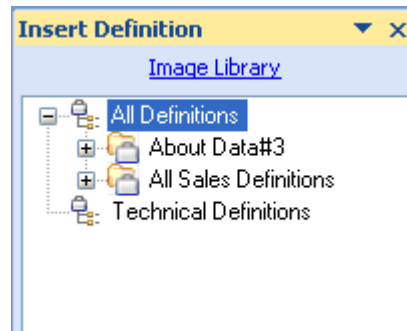 Insert Definition
Image Library
All Definitions
About Data#3
All Sales Definitions
Technical Definitions